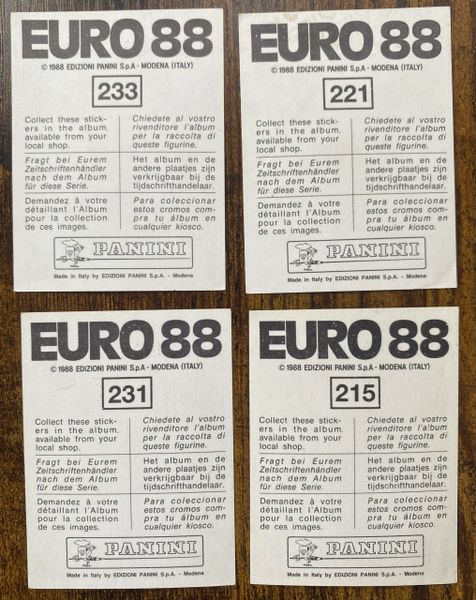 EURO 88
© 1988 EDIZIONI PANINI S.p.A - MODENA (ITALY)
233
Collect these stick-
ers in the album,
available from your
local shop.
Chiedete al vostro
rivenditore l'album
per la raccolta di
queste figurine.
Fragt bei Eurem
Zeitschriftenhändler
nach dem Album
für diese Serie.
Het album en de
andere plaatjes zijn
verkrijgbaar bij de
tijdschrifthandelaar.
Demandez à votre
détaillant l'Album
pour la collection
de ces images.
Para coleccionar
estos cromos com-
pra tu álbum en
cualquier kiosco.
PANINI
Made in Italy by EDIZIONI PANINI S.p.A. - Modena
EURO 88
© 1988 EDIZIONI PANINI S.p.A - MODENA (ITALY)
221
Collect these stick-
ers in the album,
available from your
local shop.
Chiedete al vostro
rivenditore l'album
per la raccolta di
queste figurine.
Fragt bei Eurem
Zeitschriftenhändler
nach dem Album
für diese Serie.
Het album en de
andere plaatjes zijn
verkrijgbaar bij de
tijdschrifthandelaar.
Demandez à votre
détaillant l'Album
pour la collection
de ces images.
Para coleccionar
estos cromos com-
pra tu álbum en
cualquier kiosco.
PANINI
Made in Italy by EDIZIONI PANINI S.p.A. - Modena
EURO 88
© 1988 EDIZIONI PANINI S.p.A - MODENA (ITALY)
231
Collect these stick-
ers in the album,
available from your
local shop.
Chiedete al vostro
rivenditore l'album
per la raccolta di
queste figurine.
Fragt bei Eurem
Zeitschriftenhändler
nach dem Album
für diese Serie.
Het album en de
andere plaatjes zijn
verkrijgbaar bij de
tijdschrifthandelaar.
Demandez à votre
détaillant l'Album
pour la collection
de ces images.
Para coleccionar
estos cromos com-
pra tu álbum en
cualquier kiosco.
PANINI
Made in Italy by EDIZIONI PANINI S.p.A. - Modena
EURO 88
© 1988 EDIZIONI PANINI S.p.A - MODENA (ITALY)
215
Collect these stick-
ers in the album,
available from your
local shop.
Chiedete al vostro
rivenditore l'album
per la raccolta di
queste figurine.
Fragt bei Eurem
Zeitschriftenhändler
nach dem Album
für diese Serie.
Het album en de
andere plaatjes zijn
verkrijgbaar bij de
tijdschrifthandelaar.
Demandez à votre
détaillant l'Album
pour la collection
de ces images.
Para coleccionar
estos cromos com-
pra tu álbum en
cualquier kiosco.
PANINI
Made in Italy by EDIZIONI PANINI S.p.A. - Modena